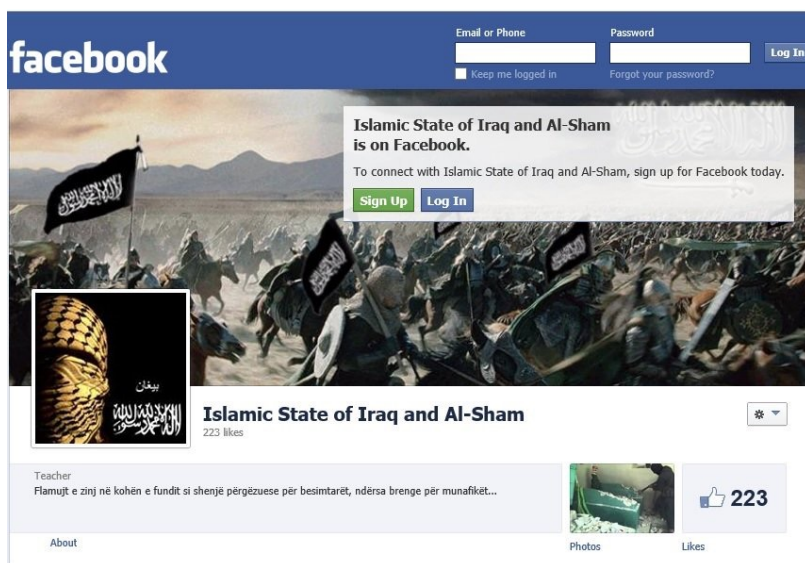 Email or Phone
Password
facebook
Log In
Keep me logged in
Forgot your password?
Islamic State of Iraq and Al-Sham
is on Facebook.
To connect with Islamic State of Iraq and Al-Sham, sign up for Facebook today.
Sign Up
Log In
Islamic State of Iraq and Al-Sham
223 likes
Teacher
Flamujt e zinj në kohën e fundit si shenjë përgëzuese për besimtarët, ndërsa brenge për munafikët...
223
About
Photos
Likes